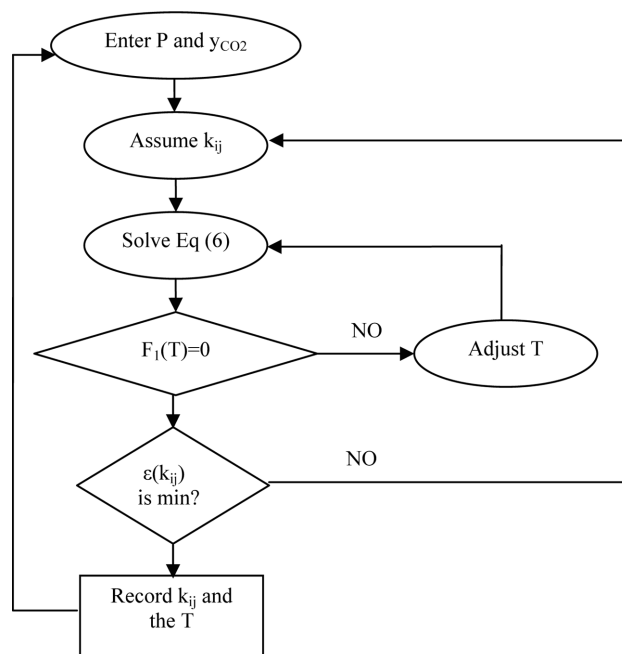 Enter P and yCO2
Assume kij
Solve Eq (6)
F1(T)=0
NO
Adjust T
ε(kij)
is min?
NO
Record kij and
the T